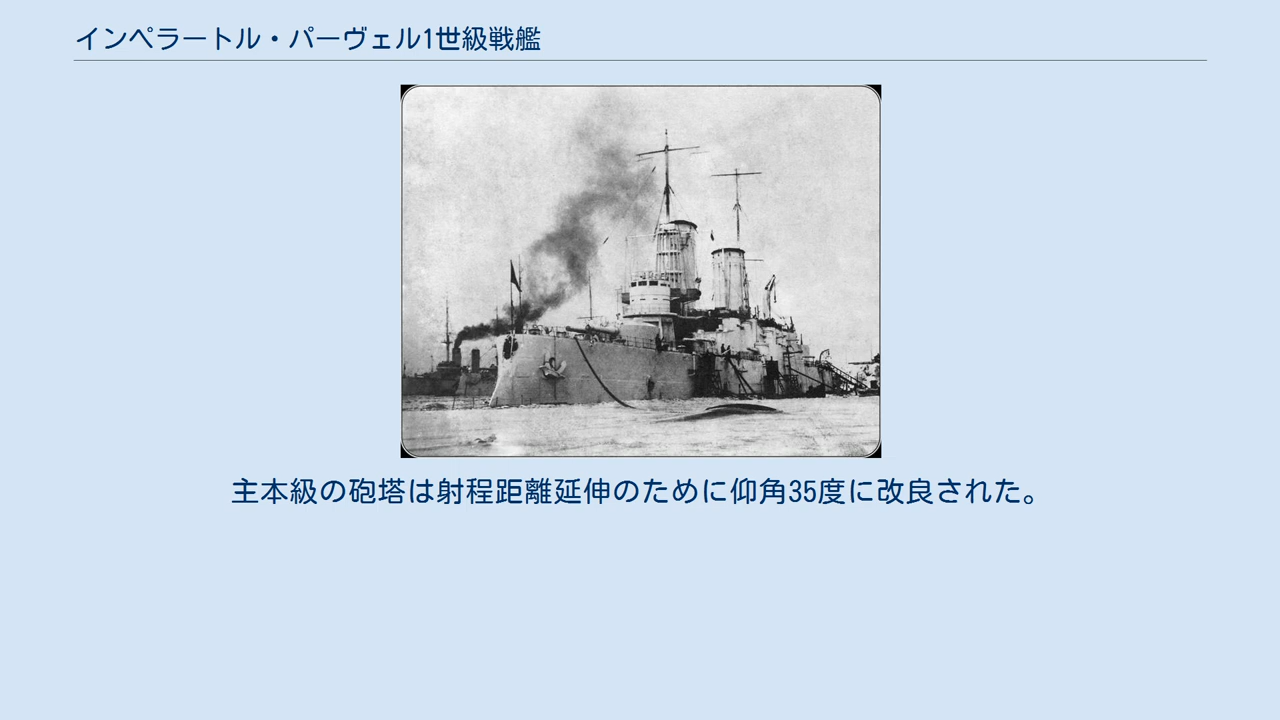 インペラートル・パーヴェル1世級戦艦
主本級の砲塔は射程距離延伸のために仰角35度に改良された。